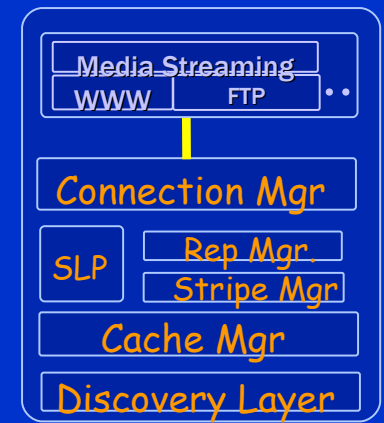 Media Streaming
WWW FTP ..
Connection Mgr
SLP
Rep Mgr.
Stripe Mgr
Cache Mgr
Discovery Layer